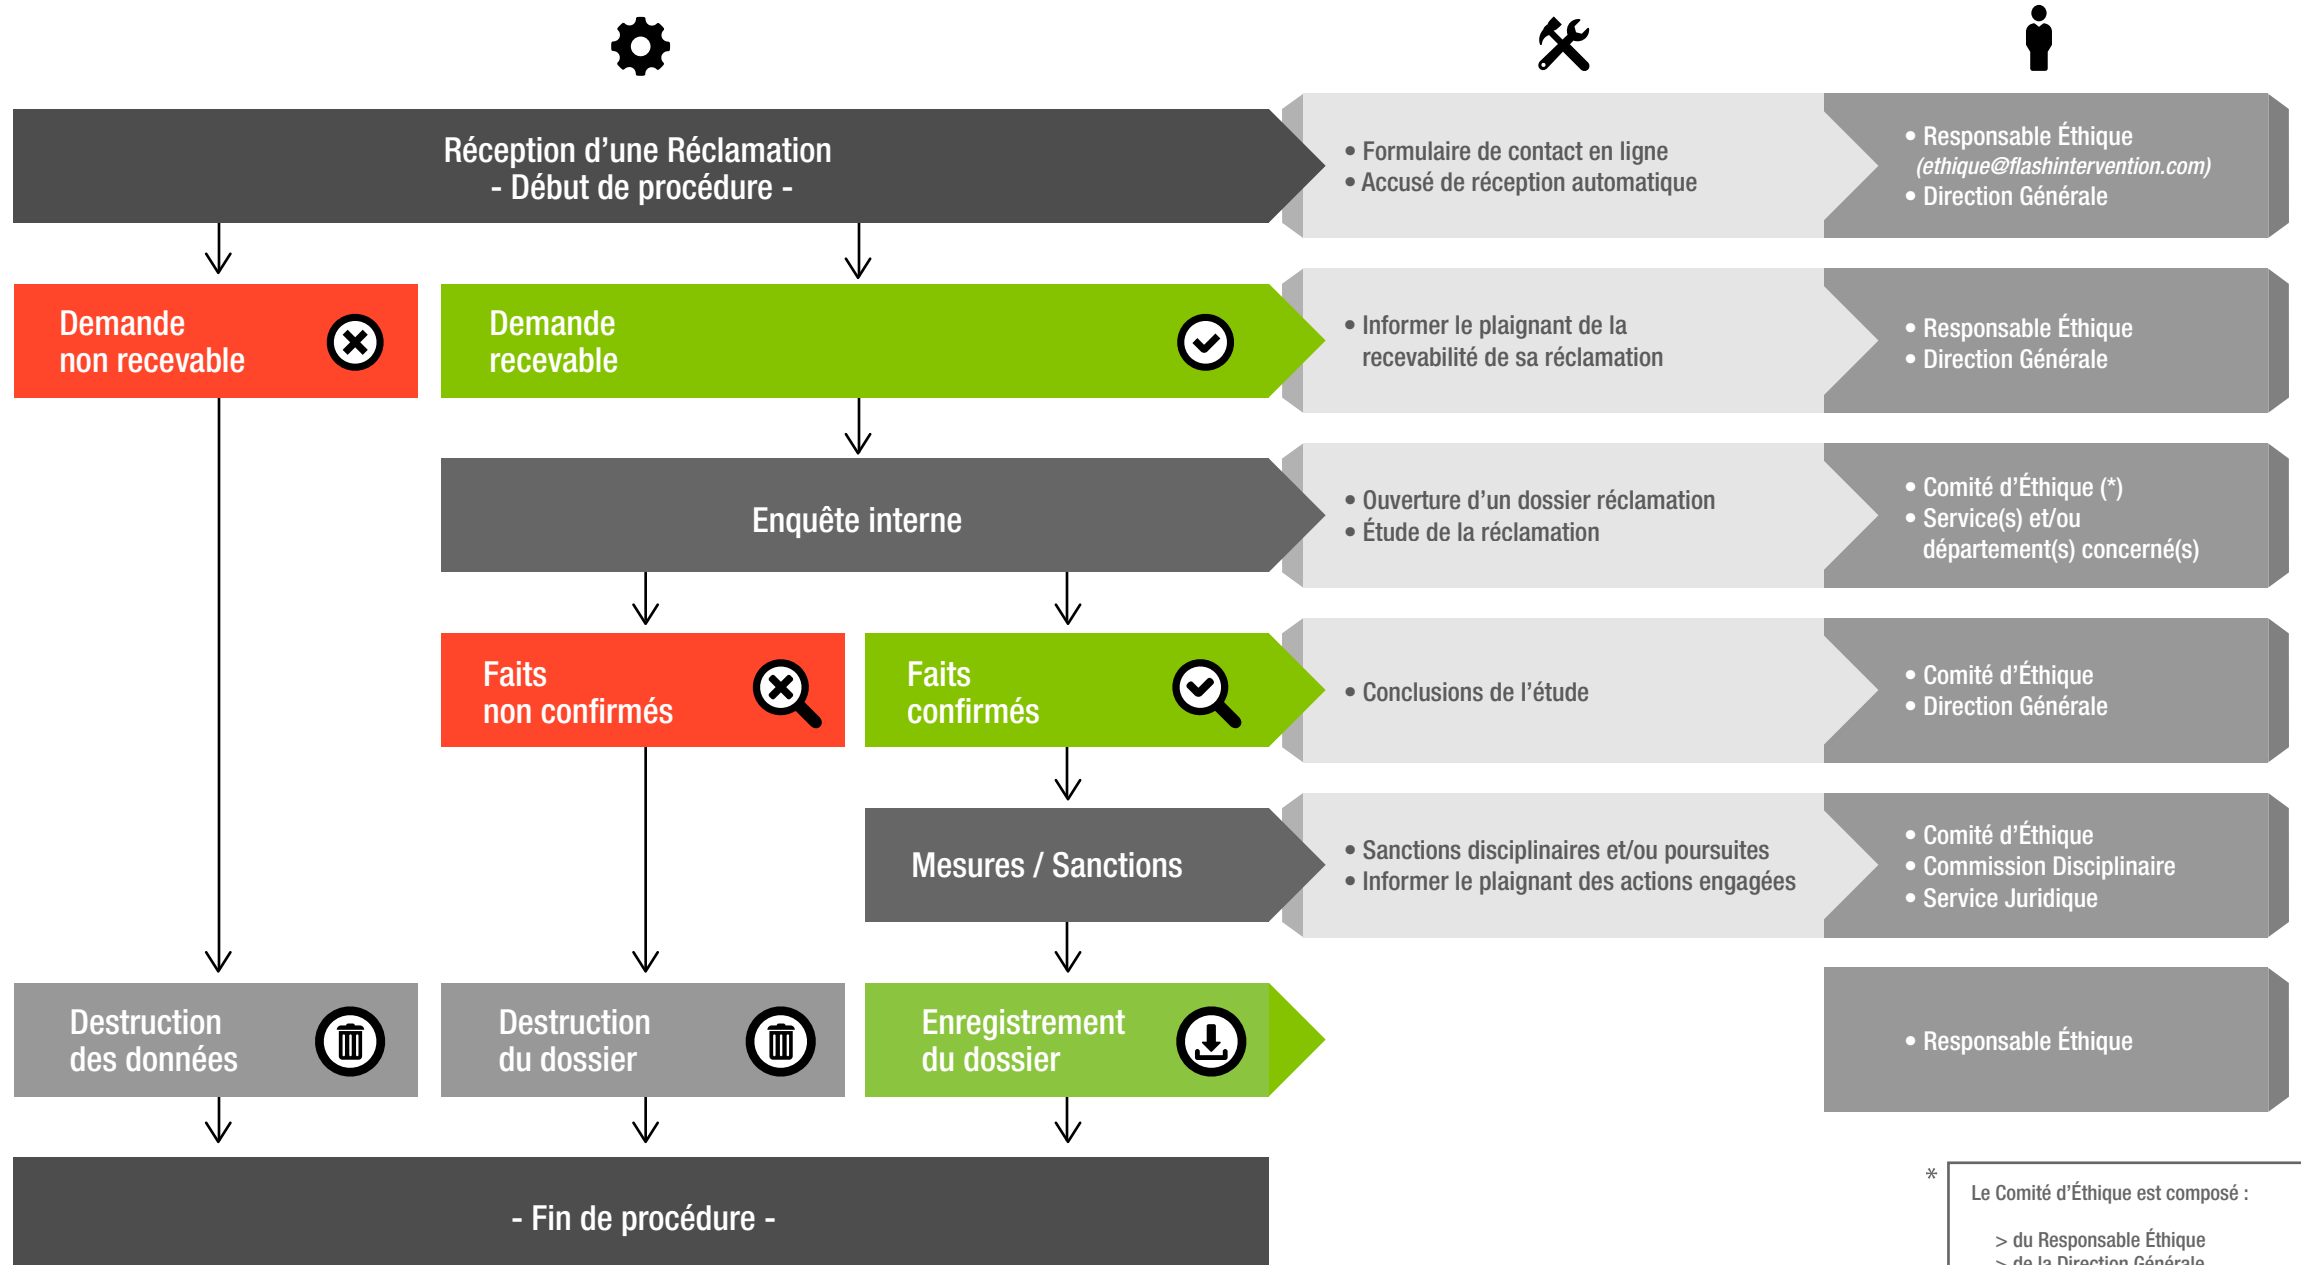 Réception d’une Réclamation
- Début de procédure -
• Formulaire de contact en ligne
• Accusé de réception automatique
• Responsable Éthique
(ethique@flashintervention.com)
• Direction Générale
Demande
non recevable
Demande
recevable
• Informer le plaignant de la
recevabilité de sa réclamation
• Responsable Éthique
• Direction Générale
Enquête interne
• Ouverture d’un dossier réclamation
• Étude de la réclamation
• Comité d’Éthique (*)
• Service(s) et/ou
département(s) concerné(s)
Faits
non confirmés
Faits
confirmés
• Conclusions de l’étude
• Comité d’Éthique
• Direction Générale
Mesures / Sanctions
• Sanctions disciplinaires et/ou poursuites
• Informer le plaignant des actions engagées
• Comité d’Éthique
• Commission Disciplinaire
• Service Juridique
Destruction
des données
Destruction
du dossier
Enregistrement
du dossier
• Responsable Éthique
- Fin de procédure -
*
Le Comité d’Éthique est composé :
> du Responsable Éthique
> de la Direction Générale